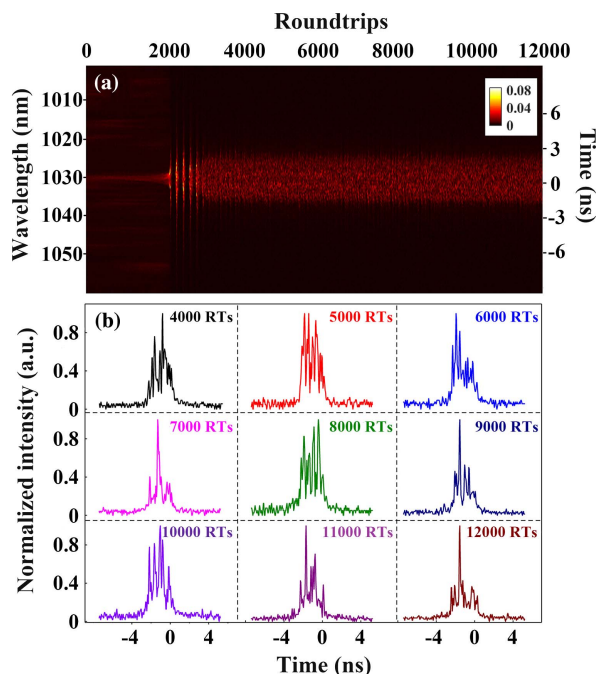 Roundtrips
0 2000 4000 6000 8000 10000 12000
(a)
Wavelength (nm)
1010
1020
1030
1040
1050
0.08
0.04
0
Time (ns)
6
3
0
-3
-6
(b)
Normalized intensity (a.u.)
4000 RTs 5000 RTs 6000 RTs
0.8
0.4
0
7000 RTs 8000 RTs 9000 RTs
0.8
0.4
0
10000 RTs 11000 RTs 12000 RTs
0.8
0.4
0
-4 0 4 -4 0 4 -4 0 4
Time (ns)